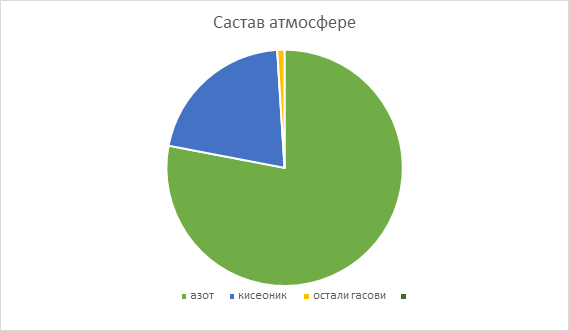 Састав атмосфере
азот кисеоник остали гасови